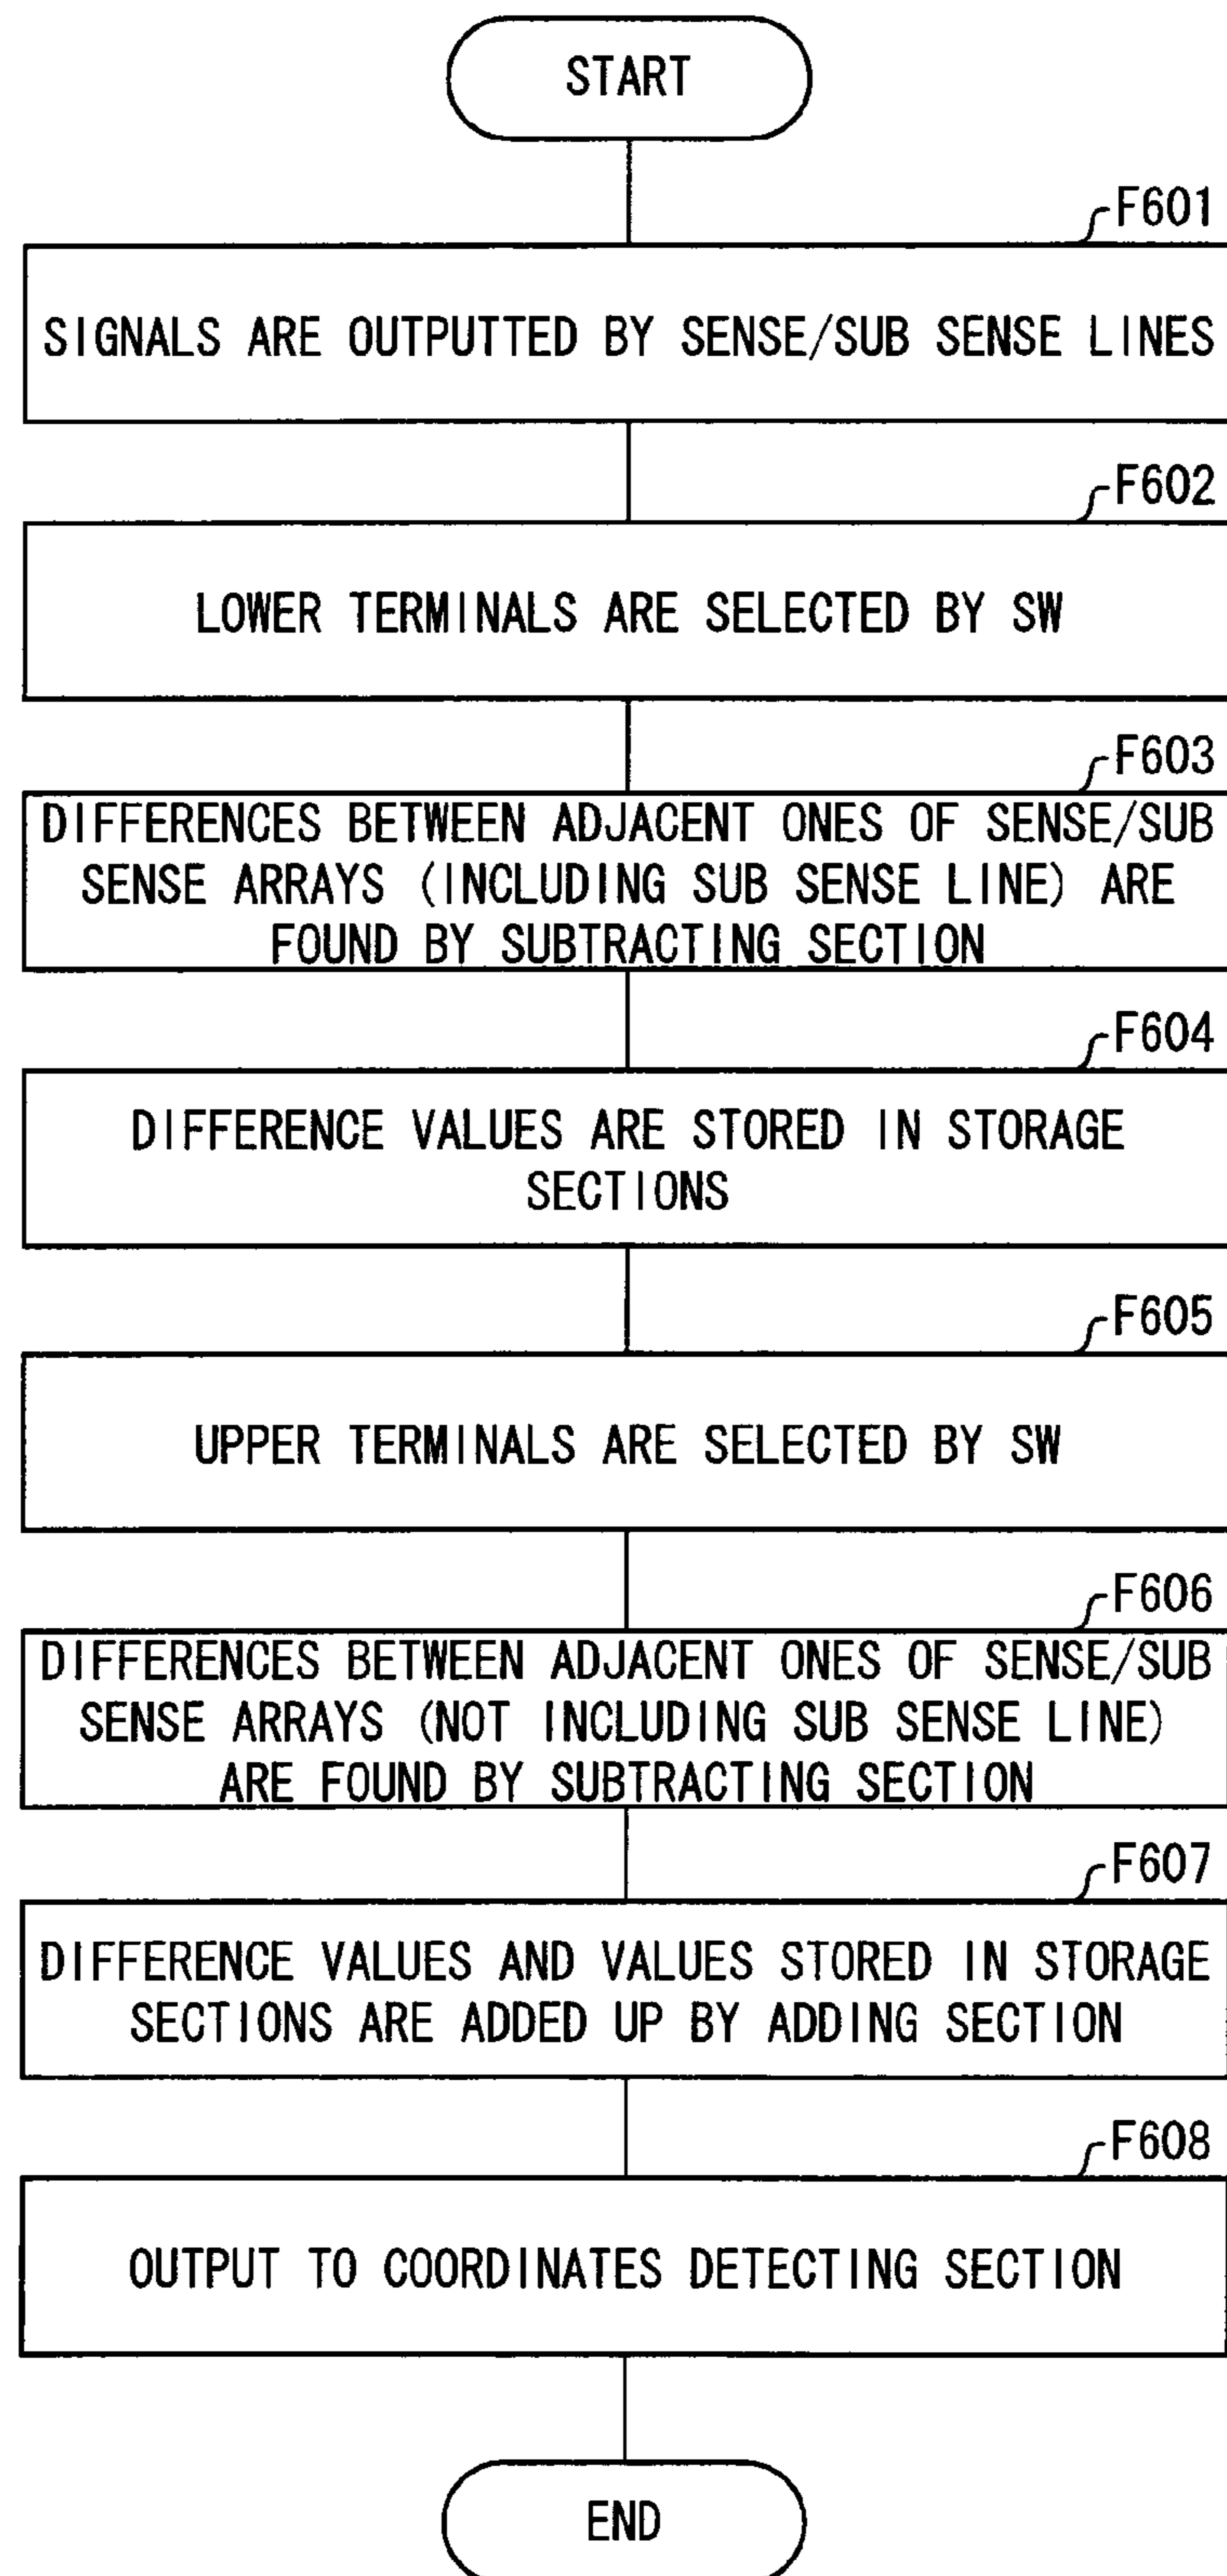 START
F601
SIGNALS ARE OUTPUTTED BY SENSE/SUB SENSE LINES
F602
LOWER TERMINALS ARE SELECTED BY SW
F603
DIFFERENCES BETWEEN ADJACENT ONES OF SENSE/SUB
SENSE ARRAYS (INCLUDING SUB SENSE LINE) ARE
FOUND BY SUBTRACTING SECTION
F604
DIFFERENCE VALUES ARE STORED IN STORAGE
SECTIONS
F605
UPPER TERMINALS ARE SELECTED BY SW
F606
DIFFERENCES BETWEEN ADJACENT ONES OF SENSE/SUB
SENSE ARRAYS (NOT INCLUDING SUB SENSE LINE)
ARE FOUND BY SUBTRACTING SECTION
F607
DIFFERENCE VALUES AND VALUES STORED IN STORAGE
SECTIONS ARE ADDED UP BY ADDING SECTION
F608
OUTPUT TO COORDINATES DETECTING SECTION
END